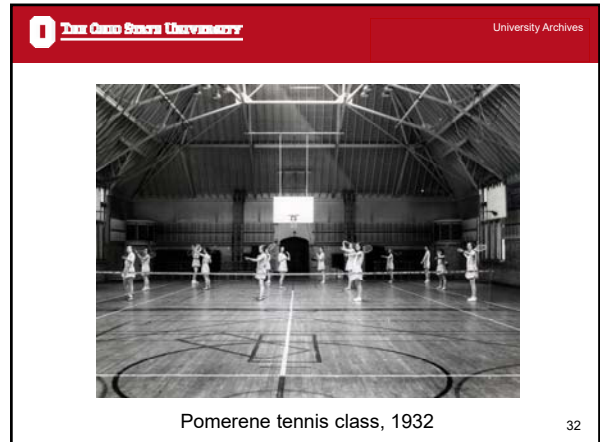 THE OHIO STATE UNIVERSITY
University Archives
Pomerene tennis class, 1932
32